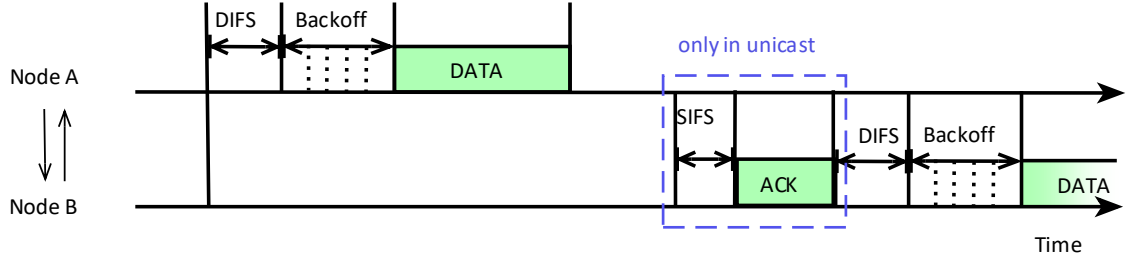 DIFS Backoff
only in unicast
Node A
DATA
SIFS
DIFS Backoff
ACK
DATA
Node B
Time